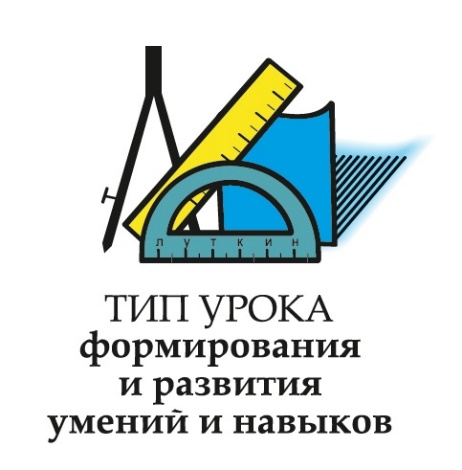 луткин
ТИП УРОКА
формирования
и развития
умений и навыков